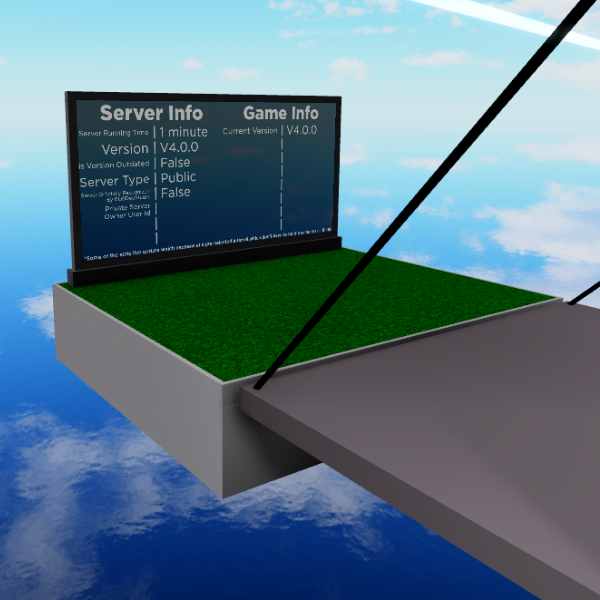 Server Info
Server Running Time | 1 minute
Version | V4.0.0
is Version Outdated | False
Server Type | Public
False
Private Server
Owner User Id
Game Info
Current Version | V4.0.0